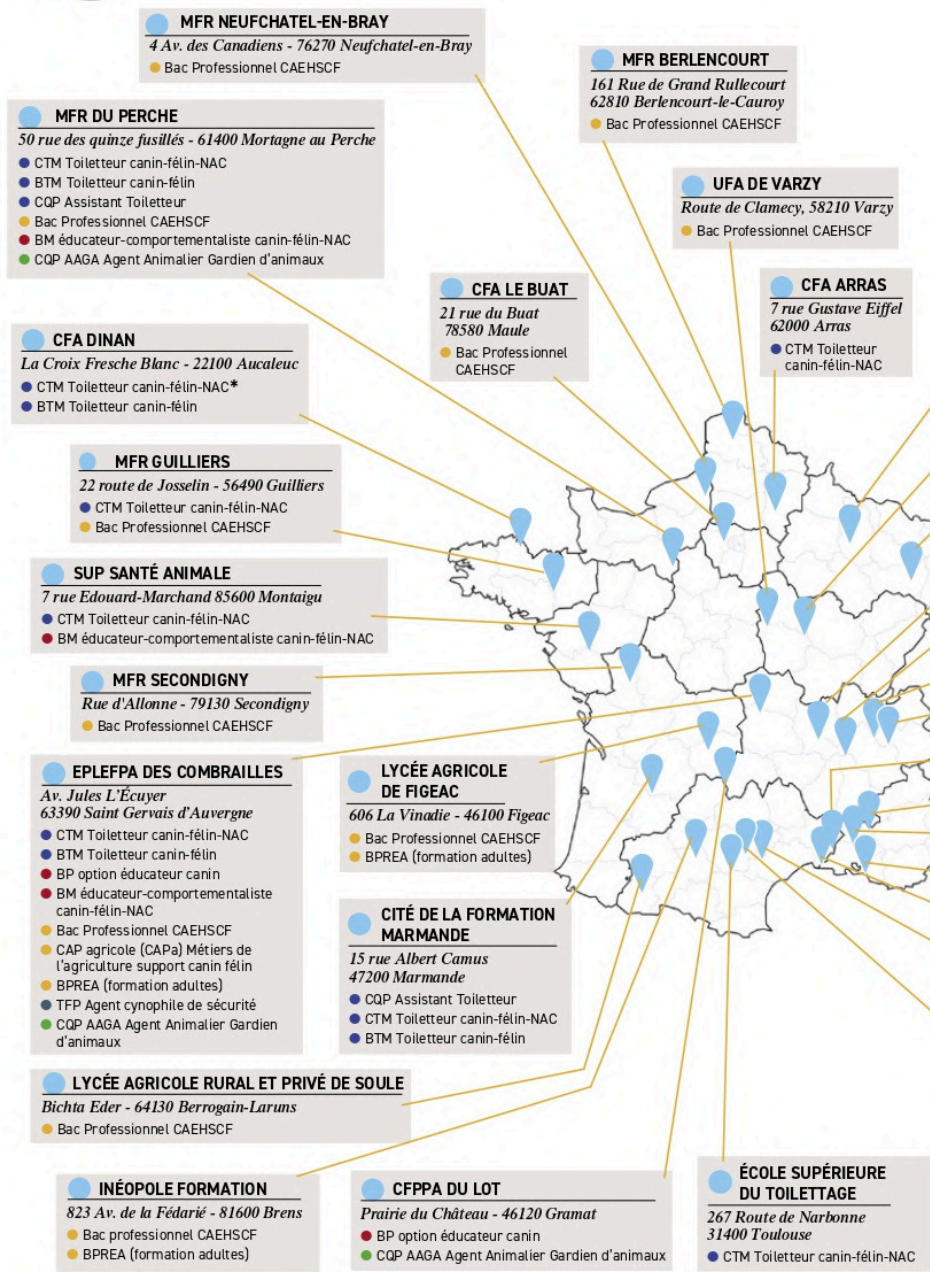 MFR NEUFCHATEL-EN-BRAY
4 Av. des Canadiens - 76270 Neufchatel-en-Bray
Bac Professionnel CAEHSCF
MFR BERLENCOURT
161 Rue de Grand Rullecourt
62810 Berlencourt-le-Cauroy
Bac Professionnel CAEHSCF
MFR DU PERCHE
50 rue des quinze fusillés - 61400 Mortagne au Perche
CTM Toiletteur canin-félin-NAC
BTM Toiletteur canin-félin
CQP Assistant Toiletteur
Bac Professionnel CAEHSCF
BM éducateur-comportementaliste canin-félin-NAC
CQP AAGA Agent Animalier Gardien d'animaux
UFA DE VARZY
Route de Clamecy, 58210 Varzy
Bac Professionnel CAEHSCF
CFA LE BUAT
21 rue du Buat
78580 Maule
Bac Professionnel
CAEHSCF
CFA ARRAS
7 rue Gustave Eiffel
62000 Arras
CTM Toiletteur
canin-félin-NAC
CFA DINAN
La Croix Fresche Blanc - 22100 Aucaleuc
CTM Toiletteur canin-félin-NAC*
BTM Toiletteur canin-félin
MFR GUILLIERS
22 route de Josselin - 56490 Guilliers
CTM Toiletteur canin-félin-NAC
Bac Professionnel CAEHSCF
SUP SANTÉ ANIMALE
7 rue Edouard-Marchand 85600 Montaigu
CTM Toiletteur canin-félin-NAC
BM éducateur-comportementaliste canin-félin-NAC
MFR SECONDIGNY
Rue d'Allonne - 79130 Secondigny
Bac Professionnel CAEHSCF
EPLEFPA DES COMBRAILLES
Av. Jules L'Écuyer
63390 Saint Gervais d'Auvergne
CTM Toiletteur canin-félin-NAC
BTM Toiletteur canin-félin
BP option éducateur canin
BM éducateur-comportementaliste
canin-félin-NAC
Bac Professionnel CAEHSCF
CAP agricole (CAPa) Métiers de
l'agriculture support canin félin
BPREA (formation adultes)
TFP Agent cynophile de sécurité
CQP AAGA Agent Animalier Gardien
d'animaux
LYCÉE AGRICOLE
DE FIGEAC
606 La Vinadie - 46100 Figeac
Bac Professionnel CAEHSCF
BPREA (formation adultes)
CITÉ DE LA FORMATION
MARMANDE
15 rue Albert Camus
47200 Marmande
CQP Assistant Toiletteur
CTM Toiletteur canin-félin-NAC
BTM Toiletteur canin-félin
LYCÉE AGRICOLE RURAL ET PRIVÉ DE SOULE
Bichta Eder - 64130 Berrogain-Laruns
Bac Professionnel CAEHSCF
INÉOPOLE FORMATION
823 Av. de la Fédarié - 81600 Brens
Bac professionnel CAEHSCF
BPREA (formation adultes)
CFPPA DU LOT
Prairie du Château - 46120 Gramat
BP option éducateur canin
CQP AAGA Agent Animalier Gardien d'animaux
ÉCOLE SUPÉRIEURE
DU TOILETTAGE
267 Route de Narbonne
31400 Toulouse
CTM Toiletteur canin-félin-NAC